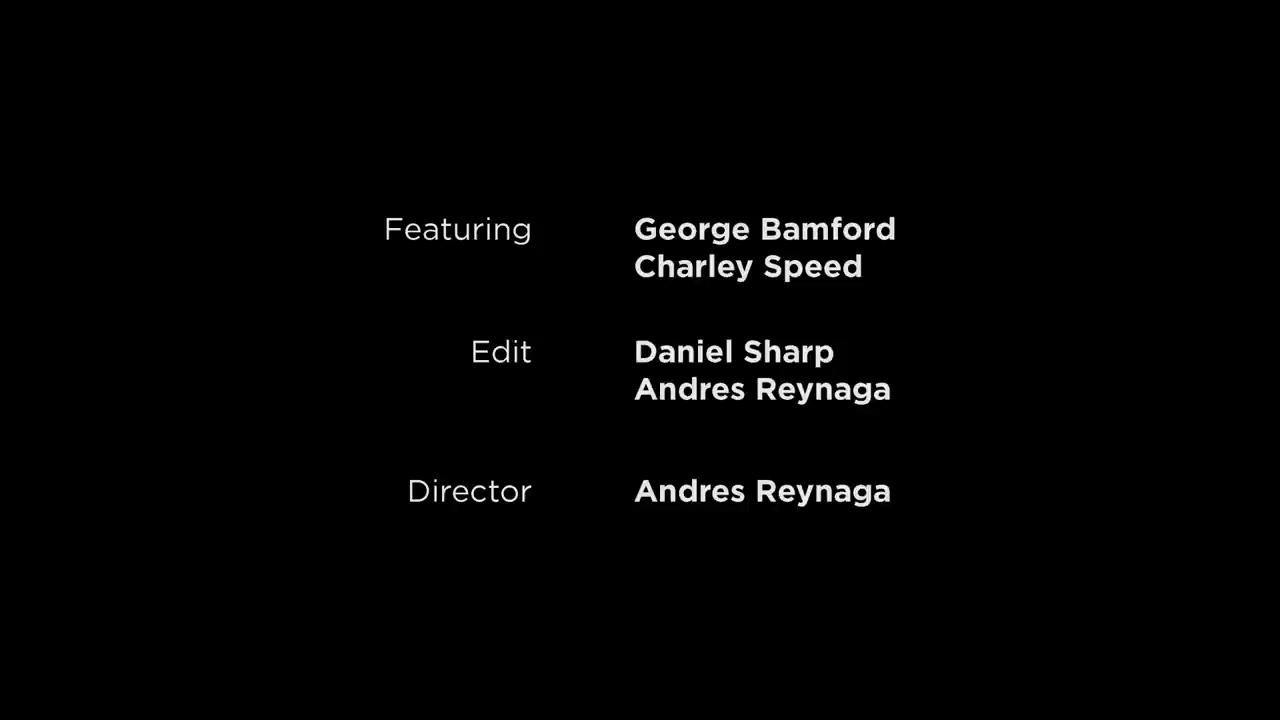 Featuring George Bamford
Charley Speed
Edit Daniel Sharp
Andres Reynaga
Director Andres Reynaga